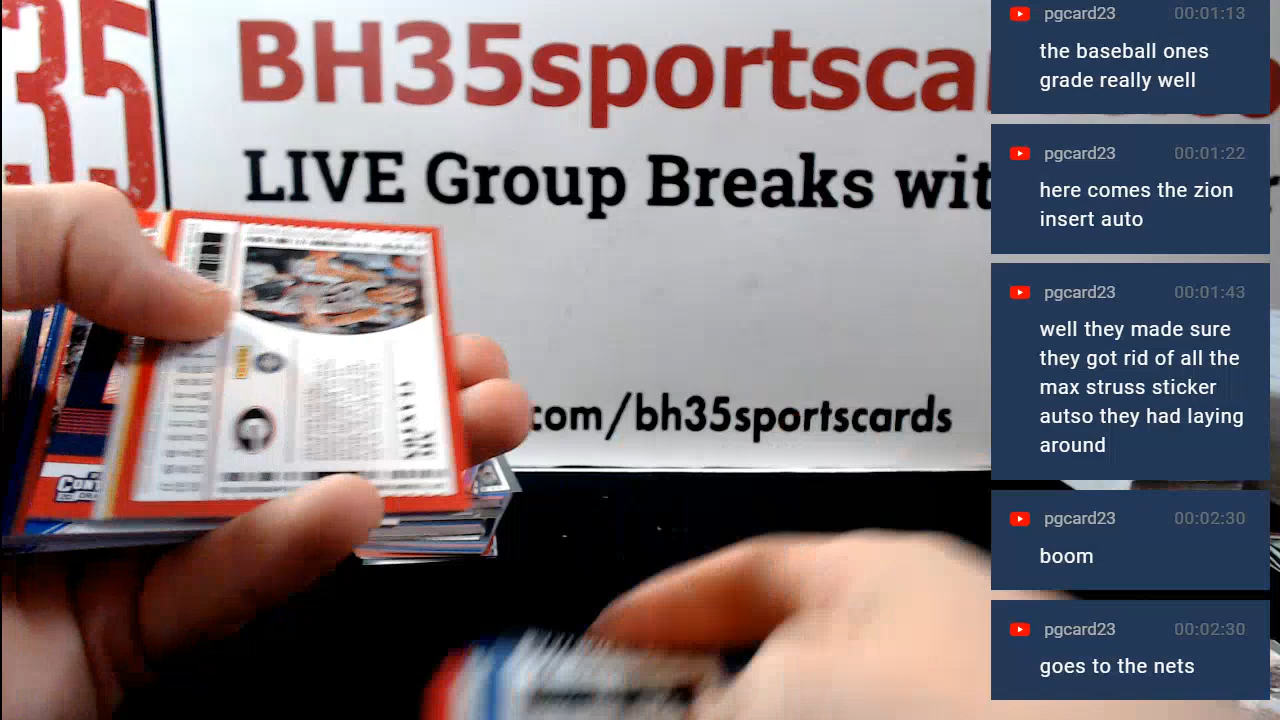 35
BH35sportsca
LIVE Group Breaks wit
.com/bh35sportscards
pgcard23 00:01:13
the baseball ones
grade really well
pgcard23 00:01:22
here comes the zion
insert auto
pgcard23 00:01:43
well they made sure
they got rid of all the
max struss sticker
autso they had laying
around
pgcard23 00:02:30
boom
pgcard23 00:02:30
goes to the nets